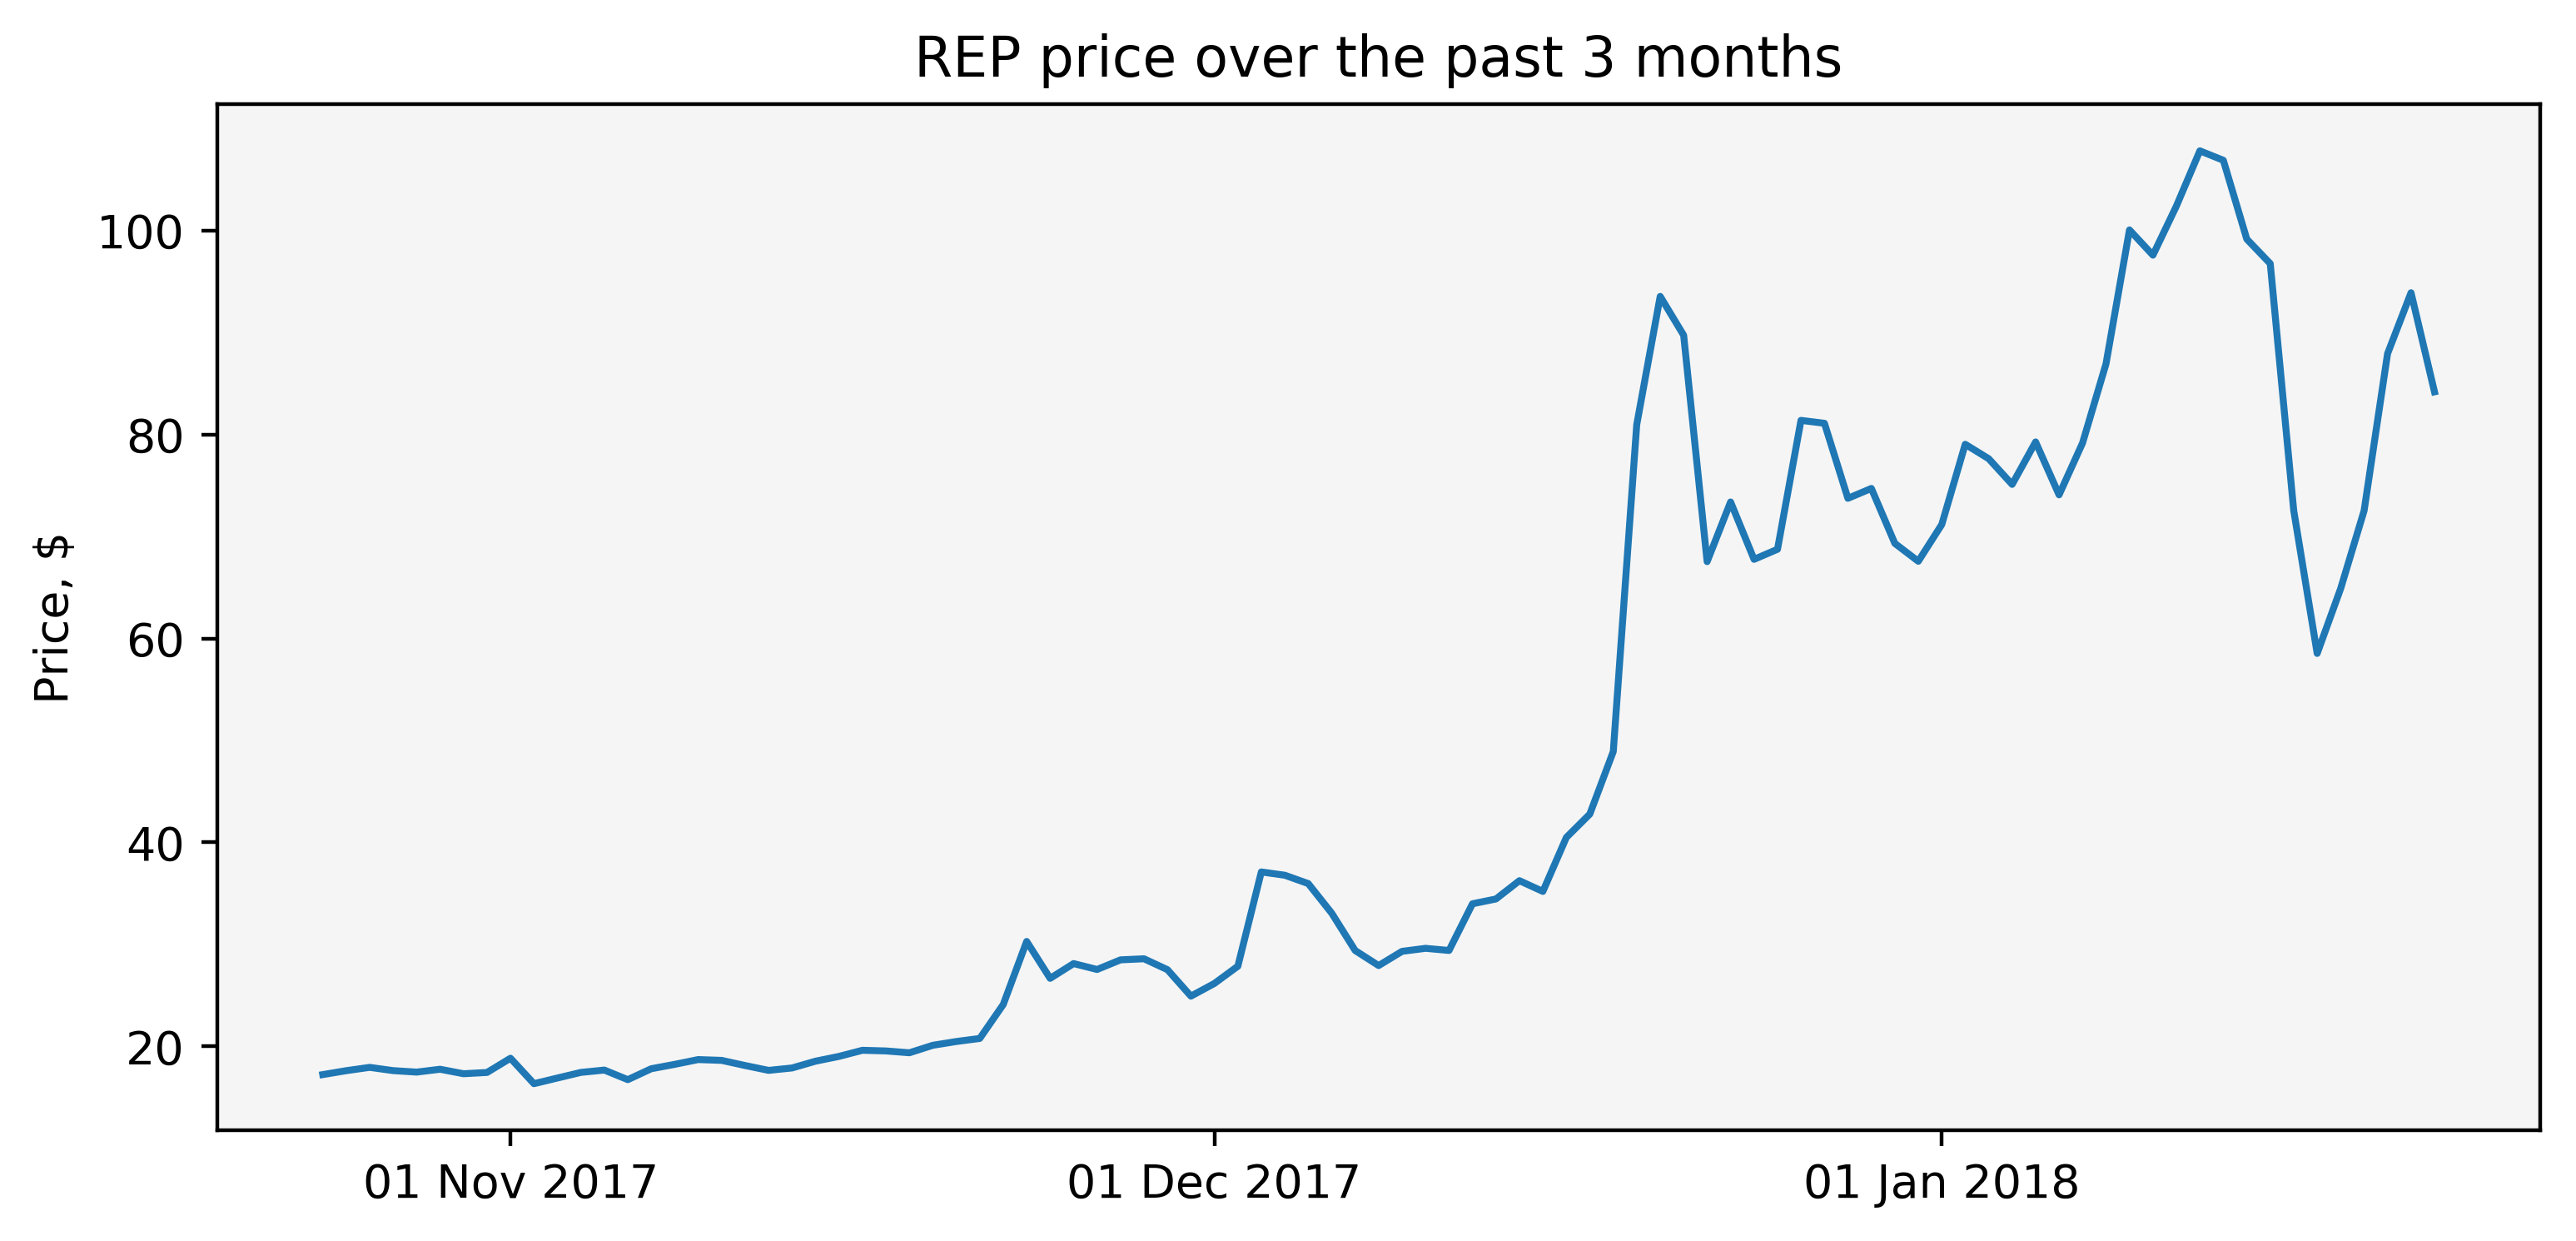 REP price over the past 3 months
Price, $
100
80
60
40
20
01 Nov 2017
01 Dec 2017
01 Jan 2018